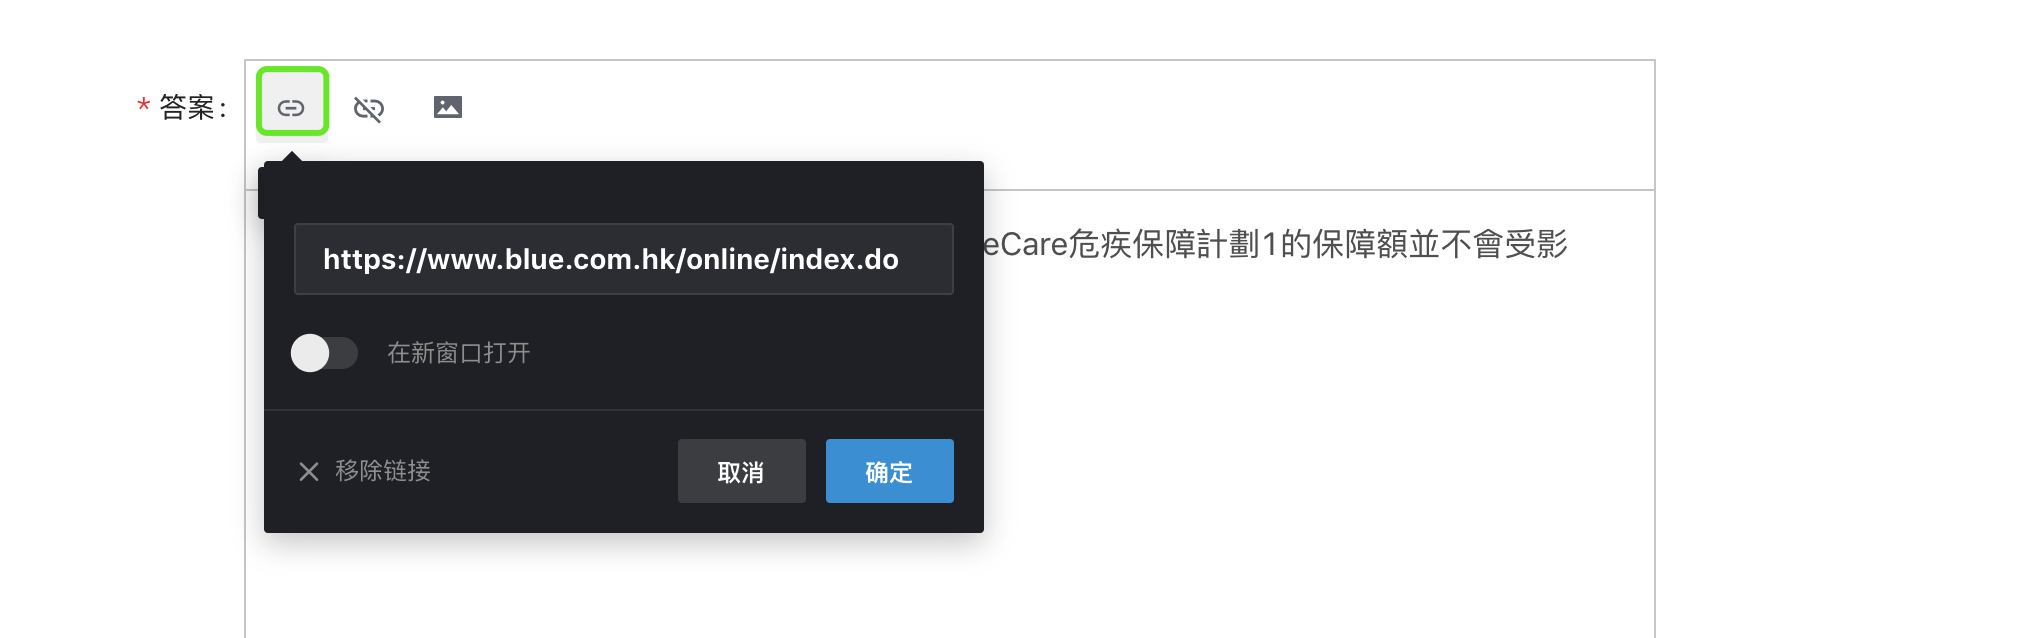 * 答案:
https://www.blue.com.hk/online/index.do
eCare危疾保障計劃1的保障額並不會受影
在新窗口打开
移除链接
取消
确定